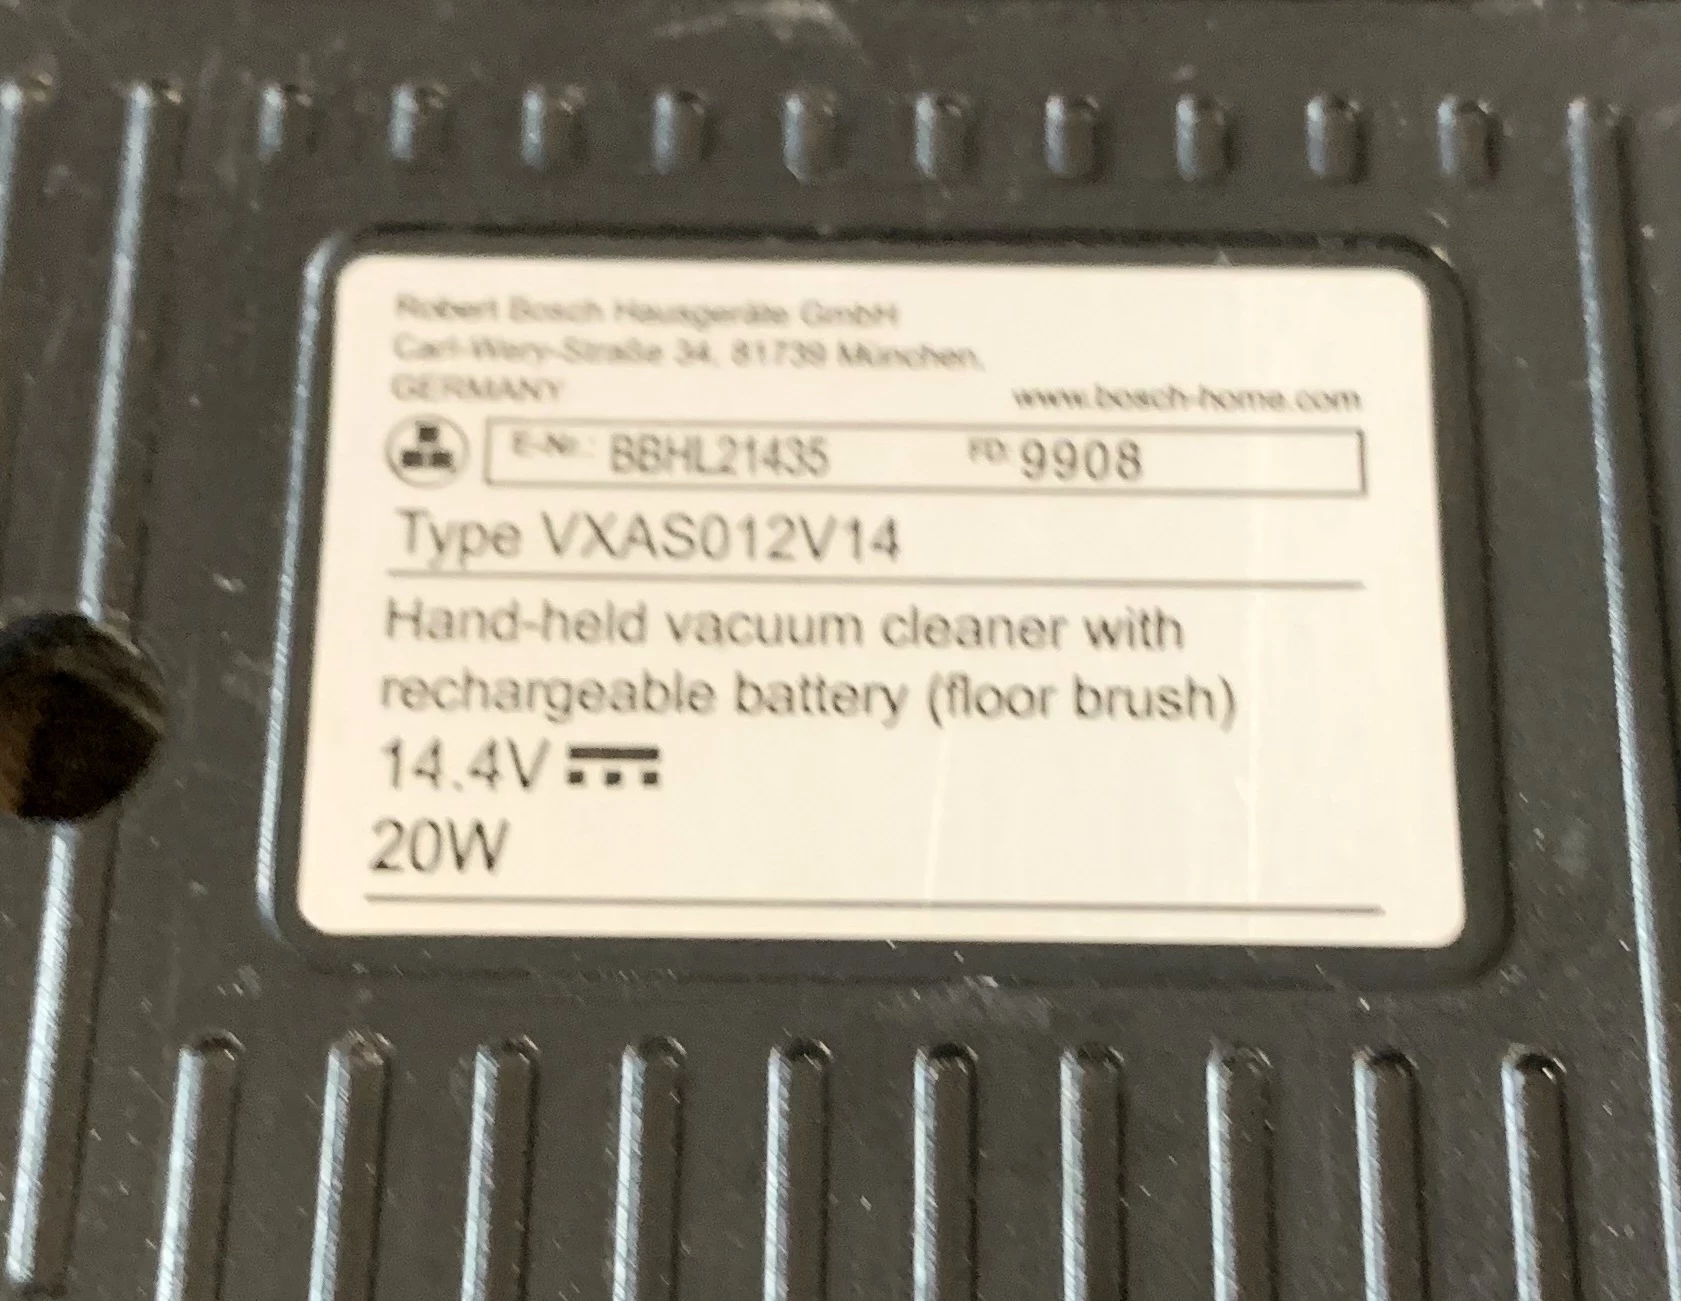 Robert Bosch Hausgeräte GmbH
Carl-Wery-Straße 34, 81739 München,
GERMANY
www.bosch-home.com
E-Nr.: BBHL21435 FD: 9908
Type VXAS012V14
Hand-held vacuum cleaner with
rechargeable battery (floor brush)
14.4V
20W